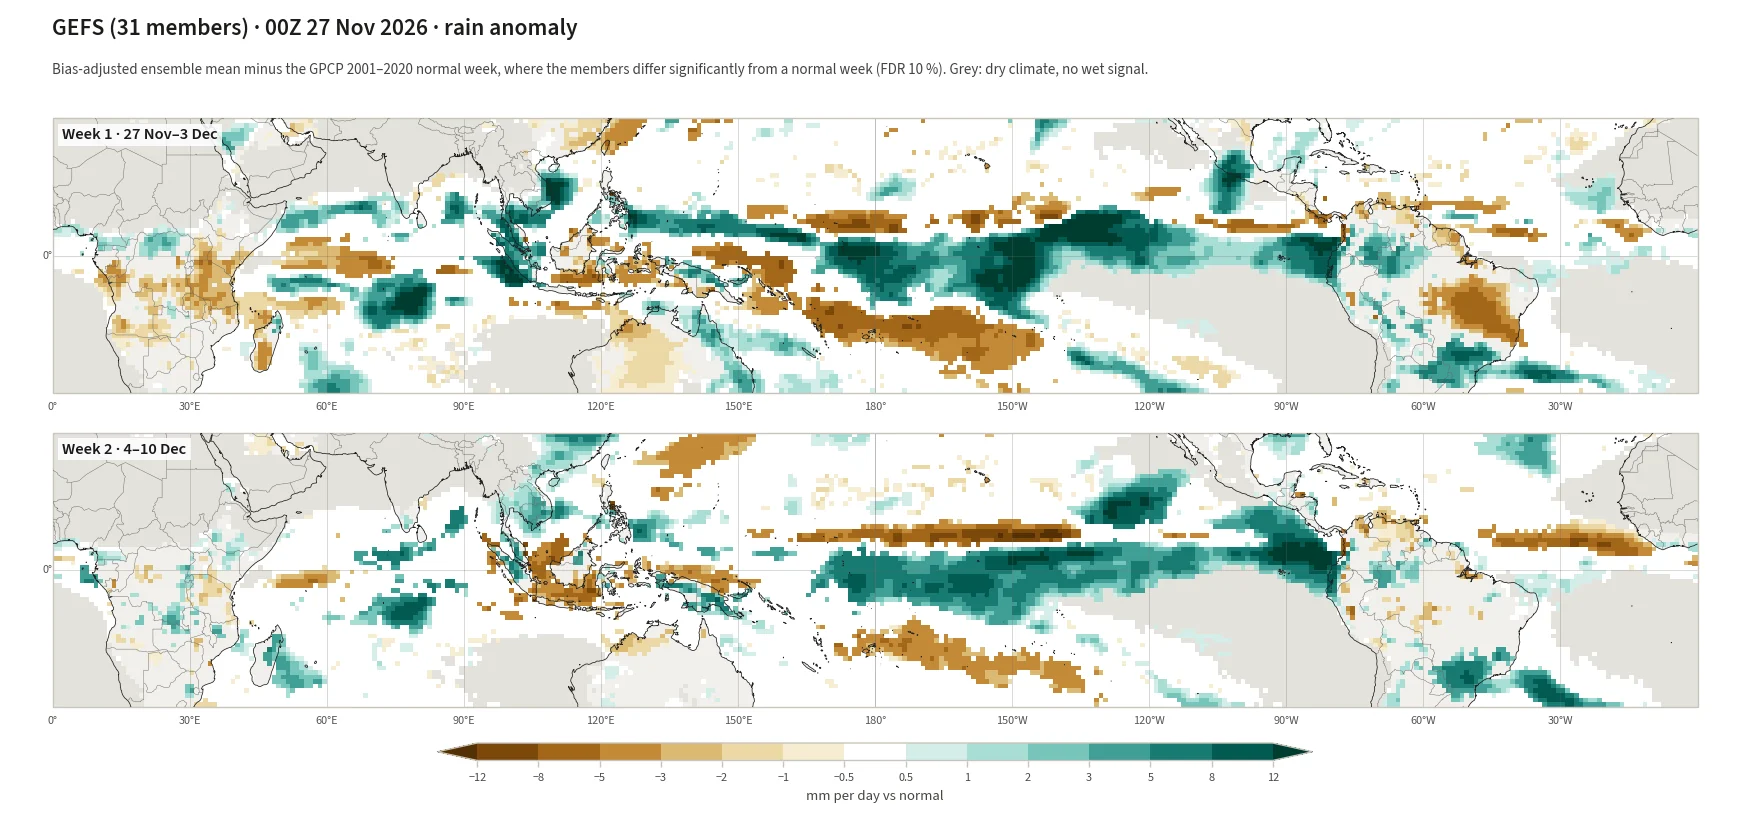 GEFS (31 members) · 00Z 27 Nov 2026 · rain anomaly
Bias-adjusted ensemble mean minus the GPCP 2001–2020 normal week, where the members differ significantly from a normal week (FDR 10 %). Grey: dry climate, no wet signal.
Week 1 · 27 Nov–3 Dec
0°
0° 30°E 60°E 90°E 120°E 150°E 180° 150°W 120°W 90°W 60°W 30°W
Week 2 · 4–10 Dec
0°
0° 30°E 60°E 90°E 120°E 150°E 180° 150°W 120°W 90°W 60°W 30°W
−12 −8 −5 −3 −2 −1 −0.5 0.5 1 2 3 5 8 12
mm per day vs normal